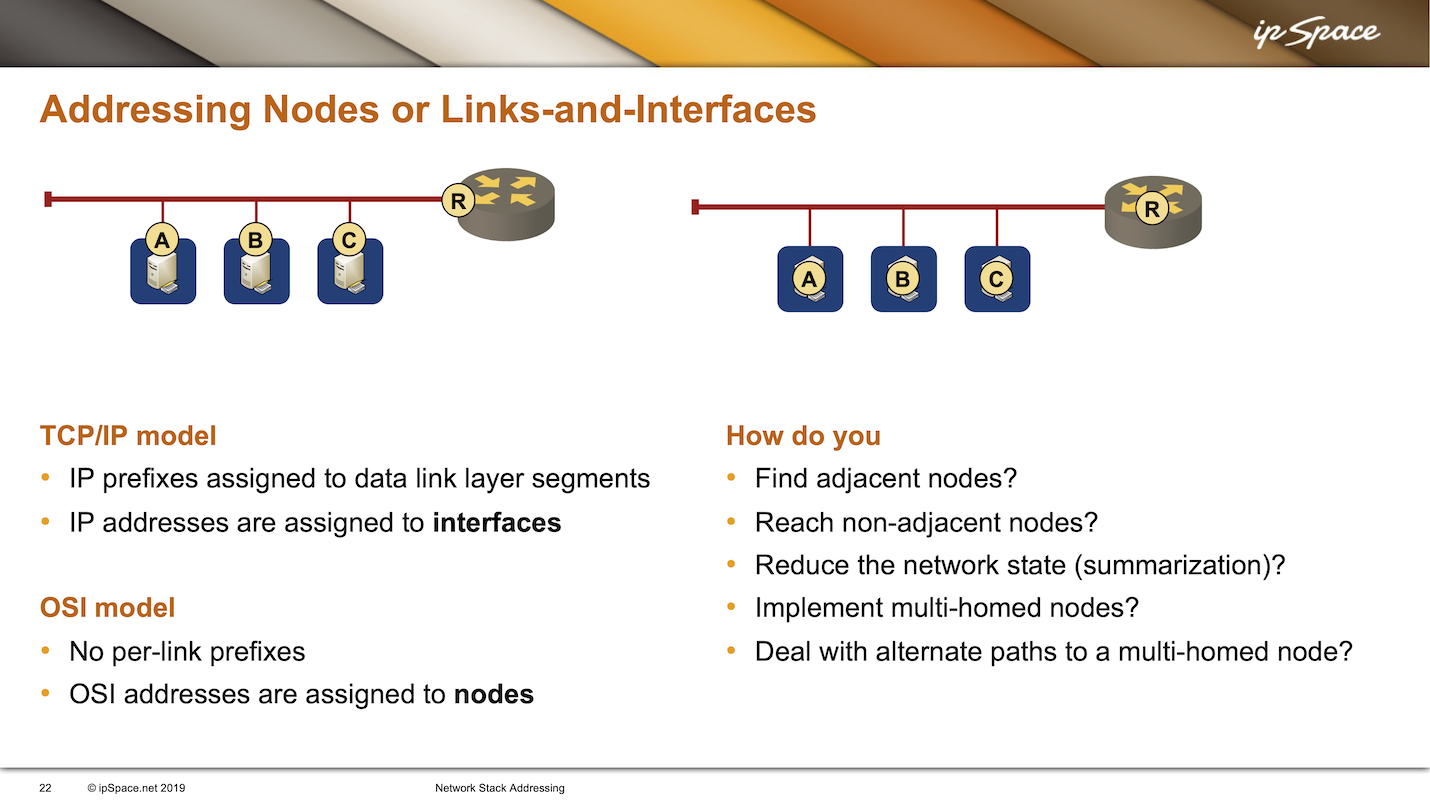 ipSpace
Addressing Nodes or Links-and-Interfaces
R
A
B
C
R
A
B
C
TCP/IP model
• IP prefixes assigned to data link layer segments
• IP addresses are assigned to interfaces
OSI model
• No per-link prefixes
• OSI addresses are assigned to nodes
How do you
• Find adjacent nodes?
• Reach non-adjacent nodes?
• Reduce the network state (summarization)?
• Implement multi-homed nodes?
• Deal with alternate paths to a multi-homed node?
22 © ipSpace.net 2019 Network Stack Addressing